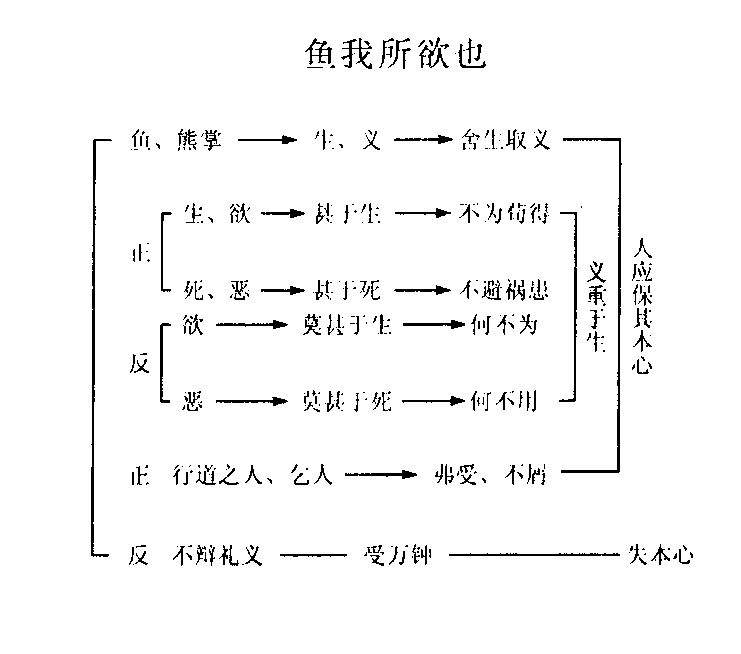 鱼我所欲也
鱼、熊掌 生、义 舍生取义
正
生、欲 甚于生 不为苟得
死、恶 甚于死 不避祸患
反
欲 莫甚于生 何不为
恶 莫甚于死 何不用
义重于生
人应保其本心
正 行道之人、乞人 弗受、不屑
反 不辩礼义 受万钟 失本心